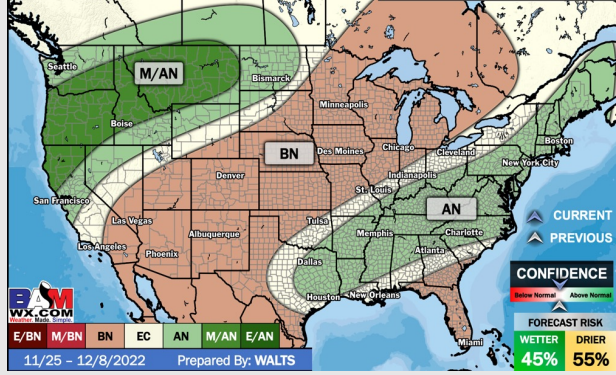 Seattle
M/AN
Bismarck
Boise
Minneapolis
BN
Des Moines
Chicago
Cleveland
Boston
New York City
Denver
Indianapolis
St. Louis
San Francisco
Las Vegas
Tulsa
AN
CURRENT
Los Angeles
Albuquerque
Memphis
Charlotte
PREVIOUS
Phoenix
Dallas
Atlanta
CONFIDENCE
Houston
New Orleans
Below Normal
Above Normal
BAM
WX.COM
Weather. Made. Simple.
FORECAST RISK
Miami
E/BN M/BN BN EC AN M/AN E/AN
WETTER DRIER
45% 55%
11/25 – 12/8/2022 Prepared By: WALTS